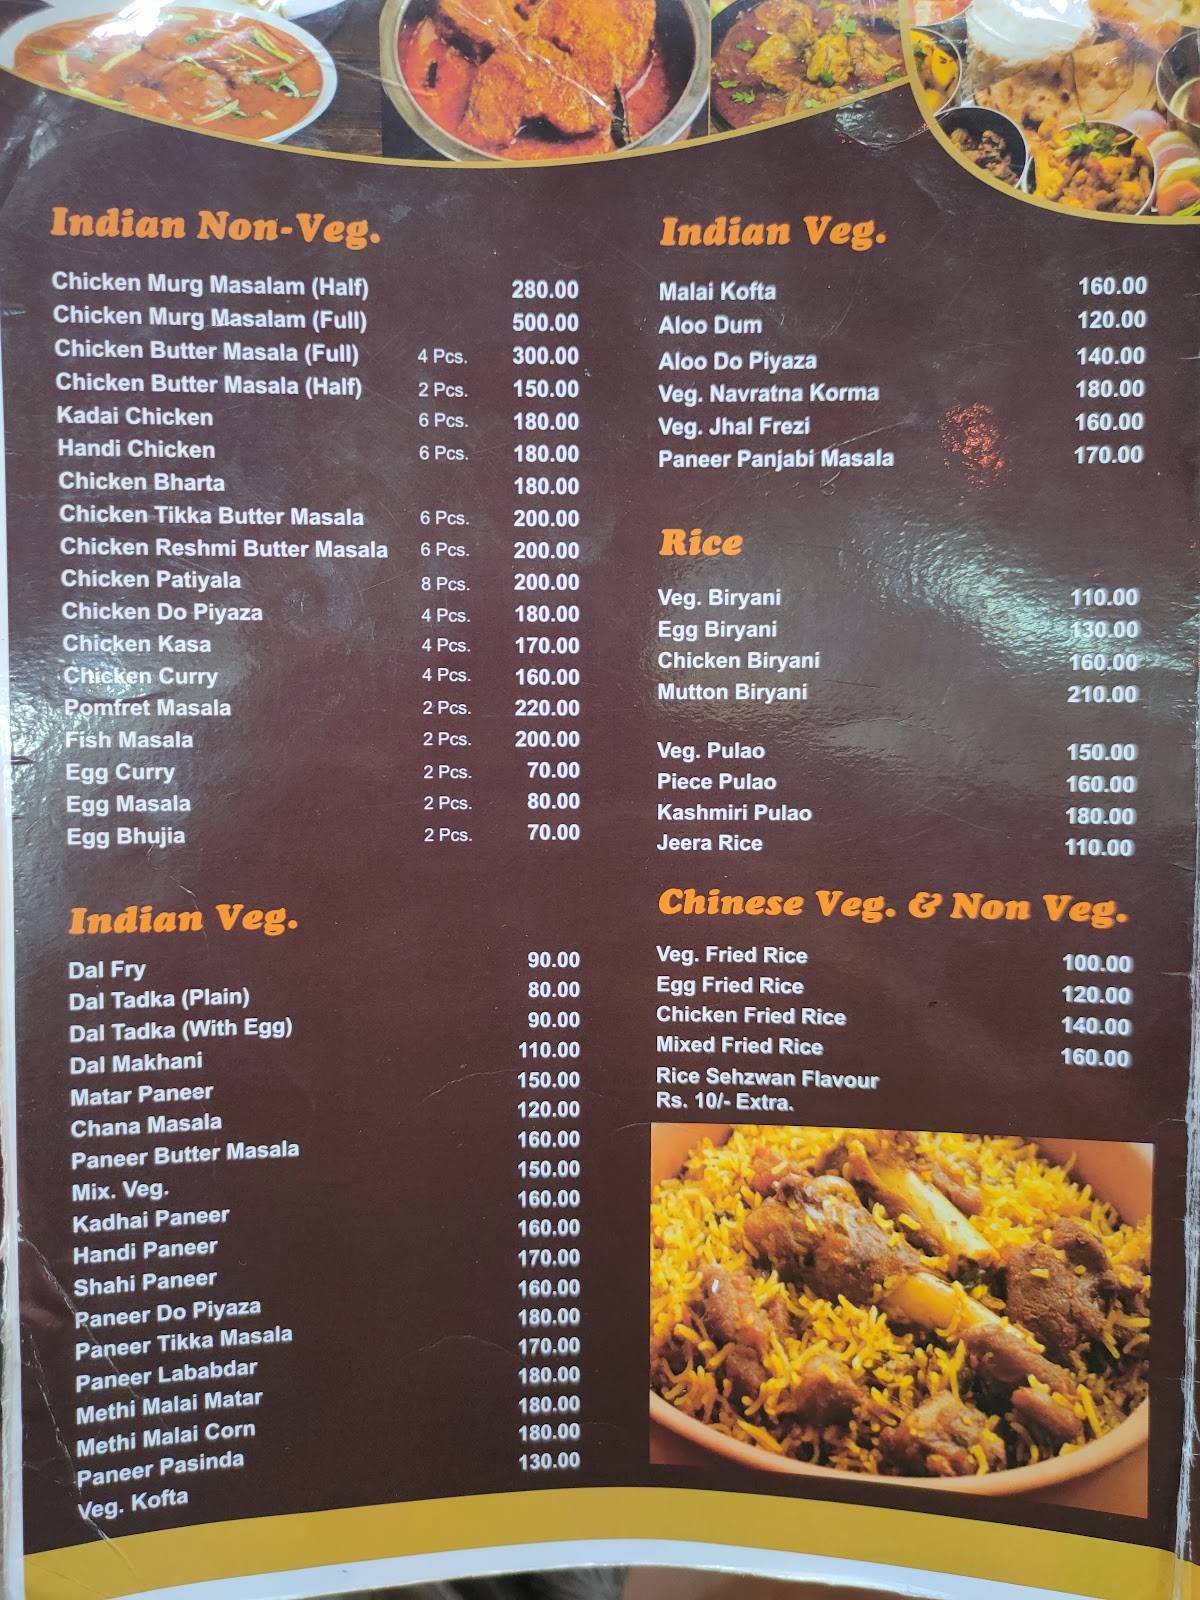 Indian Non-Veg.
Chicken Murg Masalam (Half) 280.00
Chicken Murg Masalam (Full) 500.00
Chicken Butter Masala (Full) 4 Pcs. 300.00
Chicken Butter Masala (Half) 2 Pcs. 150.00
Kadai Chicken 6 Pcs. 180.00
Handi Chicken 6 Pcs. 180.00
Chicken Bharta 180.00
Chicken Tikka Butter Masala 6 Pcs. 200.00
Chicken Reshmi Butter Masala 6 Pcs. 200.00
Chicken Patiyala 8 Pcs. 200.00
Chicken Do Piyaza 4 Pcs. 180.00
Chicken Kasa 4 Pcs. 170.00
Chicken Curry 4 Pcs. 160.00
Pomfret Masala 2 Pcs. 220.00
Fish Masala 2 Pcs. 200.00
Egg Curry 2 Pcs. 70.00
Egg Masala 2 Pcs. 80.00
Egg Bhujia 2 Pcs. 70.00
Indian Veg.
Dal Fry 90.00
Dal Tadka (Plain) 80.00
Dal Tadka (With Egg) 90.00
Dal Makhani 110.00
Matar Paneer 150.00
Chana Masala 120.00
Paneer Butter Masala 160.00
Mix. Veg. 150.00
Kadhai Paneer 160.00
Handi Paneer 160.00
Shahi Paneer 170.00
Paneer Do Piyaza 160.00
Paneer Tikka Masala 180.00
Paneer Lababdar 170.00
Methi Malai Matar 180.00
Methi Malai Corn 180.00
Paneer Pasinda 180.00
Veg. Kofta 130.00
Indian Veg.
Malai Kofta 160.00
Aloo Dum 120.00
Aloo Do Piyaza 140.00
Veg. Navratna Korma 180.00
Veg. Jhal Frezi 160.00
Paneer Panjabi Masala 170.00
Rice
Veg. Biryani 110.00
Egg Biryani 130.00
Chicken Biryani 160.00
Mutton Biryani 210.00
Veg. Pulao 150.00
Piece Pulao 160.00
Kashmiri Pulao 180.00
Jeera Rice 110.00
Chinese Veg. & Non Veg.
Veg. Fried Rice 100.00
Egg Fried Rice 120.00
Chicken Fried Rice 140.00
Mixed Fried Rice 160.00
Rice Sehzwan Flavour
Rs. 10/- Extra.